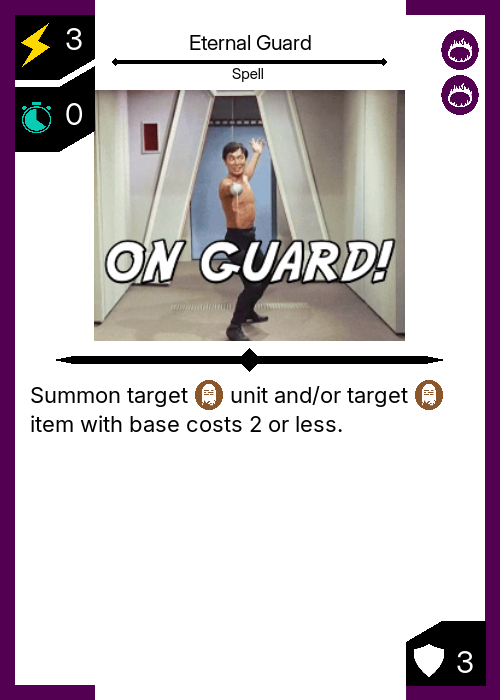 3
Eternal Guard
Spell
0
ON GUARD!
Summon target unit and/or target
item with base costs 2 or less.
3